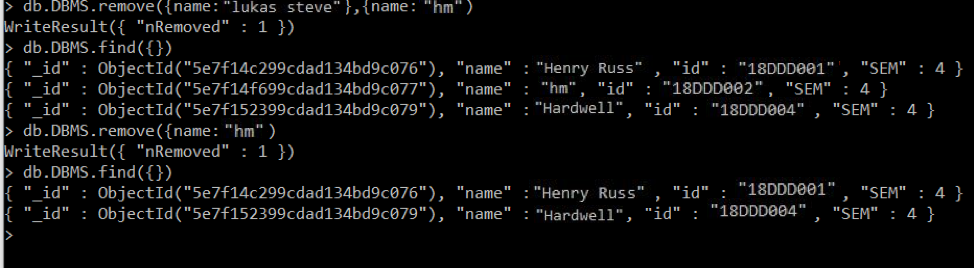 > db.DBMS.remove({name:"lukas steve"},{name:"hm")
WriteResult({ "nRemoved" : 1 })
> db.DBMS.find({})
{ "_id" : ObjectId("5e7f14c299cdad134bd9c076"), "name" :"Henry Russ" , "id" : "18DDD001" , "SEM" : 4 }
{ "_id" : ObjectId("5e7f14f699cdad134bd9c077"), "name" : "hm", "id" : "18DDD002" , "SEM" : 4 }
{ "_id" : ObjectId("5e7f152399cdad134bd9c079"), "name" :"Hardwell", "id" : "18DDD004" , "SEM" : 4 }
> db.DBMS.remove({name:"hm")
WriteResult({ "nRemoved" : 1 })
> db.DBMS.find({})
{ "_id" : ObjectId("5e7f14c299cdad134bd9c076"), "name" :"Henry Russ" , "id" : "18DDD001" , "SEM" : 4 }
{ "_id" : ObjectId("5e7f152399cdad134bd9c079"), "name" :"Hardwell", "id" : "18DDD004" , "SEM" : 4 }
>